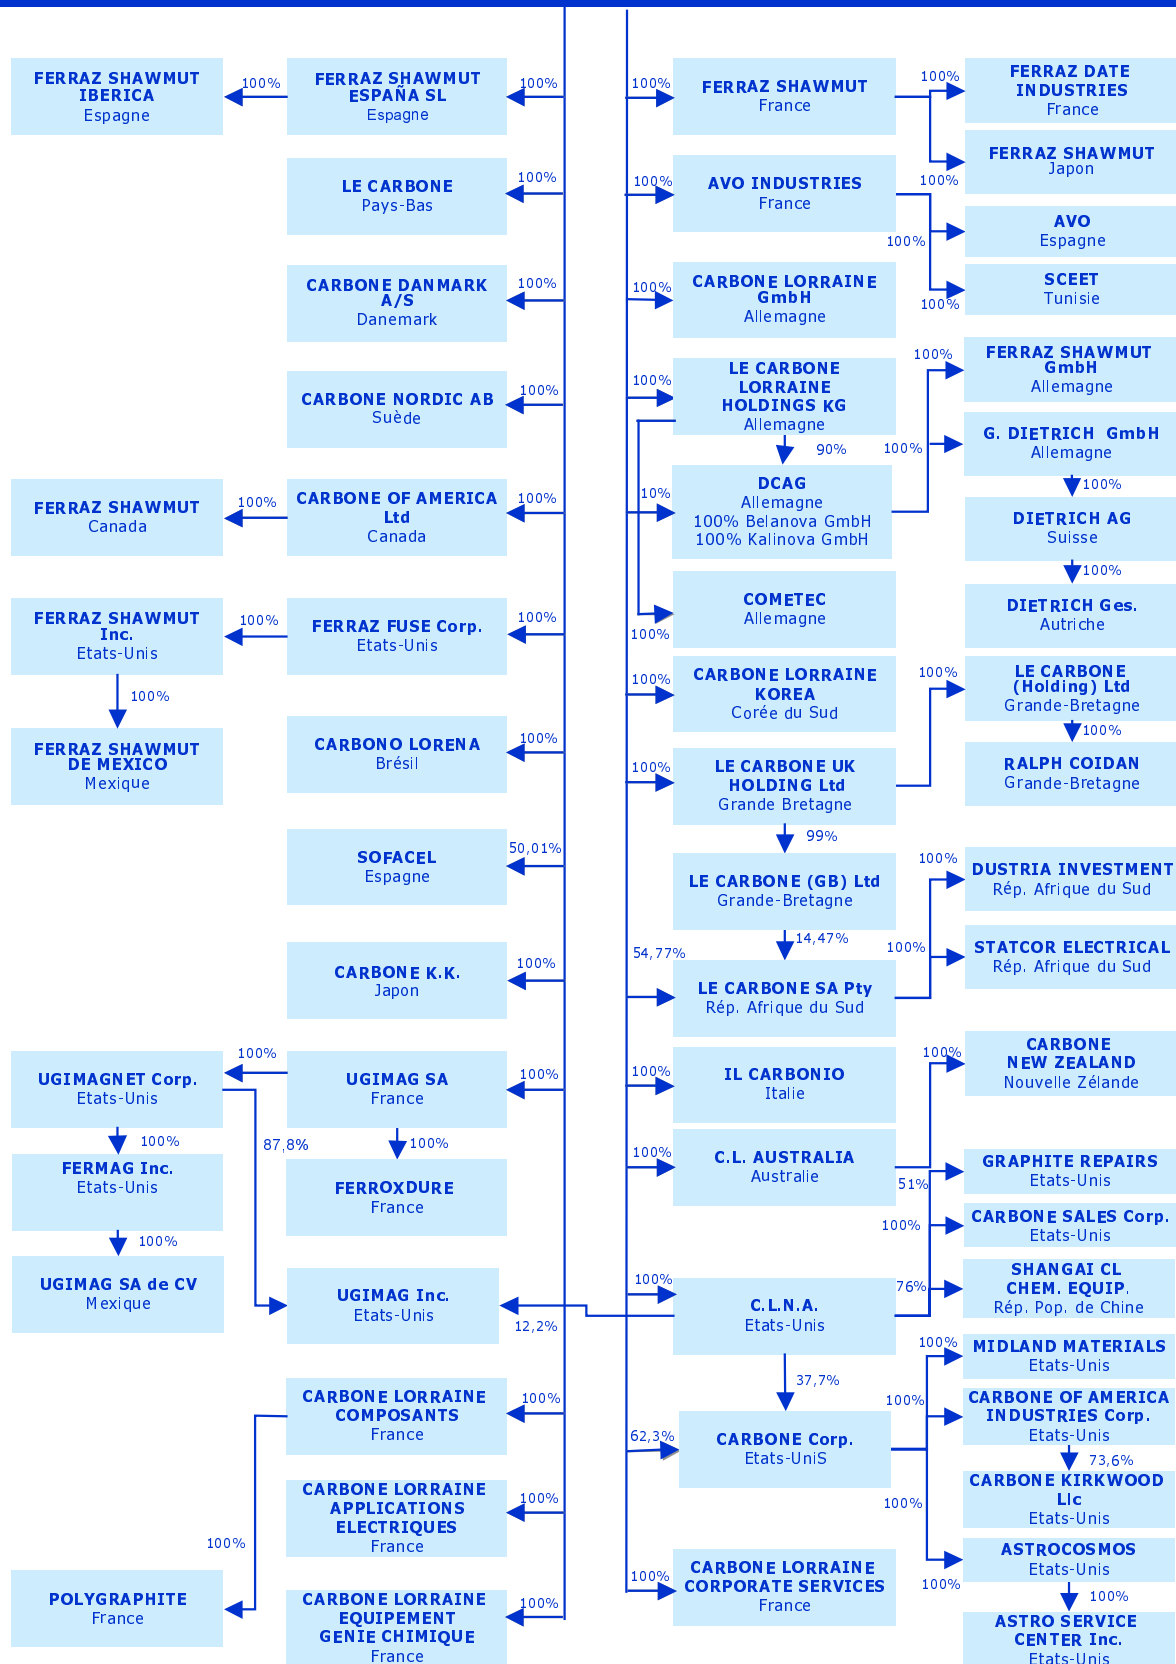 FERRAZ SHAWMUT
IBERICA
Espagne
100%
FERRAZ SHAWMUT
ESPAÑA SL
Espagne
100%
LE CARBONE
Pays-Bas
100%
CARBONE DANMARK
A/S
Danemark
100%
CARBONE NORDIC AB
Suède
100%
FERRAZ SHAWMUT
Canada
100%
CARBONE OF AMERICA
Ltd
Canada
100%
FERRAZ SHAWMUT
Inc.
Etats-Unis
100%
FERRAZ FUSE Corp.
Etats-Unis
100%
100%
FERRAZ SHAWMUT
DE MEXICO
Mexique
CARBONO LORENA
Brésil
100%
SOFACEL
Espagne
50,01%
CARBONE K.K.
Japon
100%
UGIMAGNET Corp.
Etats-Unis
100%
UGIMAG SA
France
100%
100%
87,8%
100%
FERMAG Inc.
Etats-Unis
FERROXDURE
France
100%
UGIMAG SA de CV
Mexique
UGIMAG Inc.
Etats-Unis
12,2%
CARBONE LORRAINE
COMPOSANTS
France
100%
CARBONE LORRAINE
APPLICATIONS
ELECTRIQUES
France
100%
100%
POLYGRAPHITE
France
CARBONE LORRAINE
EQUIPEMENT
GENIE CHIMIQUE
France
100%
100%
FERRAZ SHAWMUT
France
100%
FERRAZ DATE
INDUSTRIES
France
100%
FERRAZ SHAWMUT
Japon
100%
AVO INDUSTRIES
France
100%
AVO
Espagne
100%
SCEET
Tunisie
100%
CARBONE LORRAINE
GmbH
Allemagne
100%
LE CARBONE
LORRAINE
HOLDINGS KG
Allemagne
90%
10%
DCAG
Allemagne
100% Belanova GmbH
100% Kalinova GmbH
100%
FERRAZ SHAWMUT
GmbH
Allemagne
100%
G. DIETRICH GmbH
Allemagne
100%
DIETRICH AG
Suisse
100%
DIETRICH Ges.
Autriche
100%
COMETEC
Allemagne
100%
CARBONE LORRAINE
KOREA
Corée du Sud
100%
LE CARBONE UK
HOLDING Ltd
Grande Bretagne
100%
LE CARBONE
(Holding) Ltd
Grande-Bretagne
100%
RALPH COIDAN
Grande-Bretagne
99%
LE CARBONE (GB) Ltd
Grande-Bretagne
14,47%
54,77%
LE CARBONE SA Pty
Rép. Afrique du Sud
100%
DUSTRIA INVESTMENT
Rép. Afrique du Sud
100%
STATCOR ELECTRICAL
Rép. Afrique du Sud
100%
IL CARBONIO
Italie
100%
C.L. AUSTRALIA
Australie
100%
CARBONE
NEW ZEALAND
Nouvelle Zélande
100%
C.L.N.A.
Etats-Unis
51%
GRAPHITE REPAIRS
Etats-Unis
100%
CARBONE SALES Corp.
Etats-Unis
76%
SHANGAI CL
CHEM. EQUIP.
Rép. Pop. de Chine
37,7%
62,3%
CARBONE Corp.
Etats-UniS
100%
MIDLAND MATERIALS
Etats-Unis
100%
CARBONE OF AMERICA
INDUSTRIES Corp.
Etats-Unis
73,6%
CARBONE KIRKWOOD
Llc
Etats-Unis
100%
ASTROCOSMOS
Etats-Unis
100%
100%
ASTRO SERVICE
CENTER Inc.
Etats-Unis
100%
CARBONE LORRAINE
CORPORATE SERVICES
France